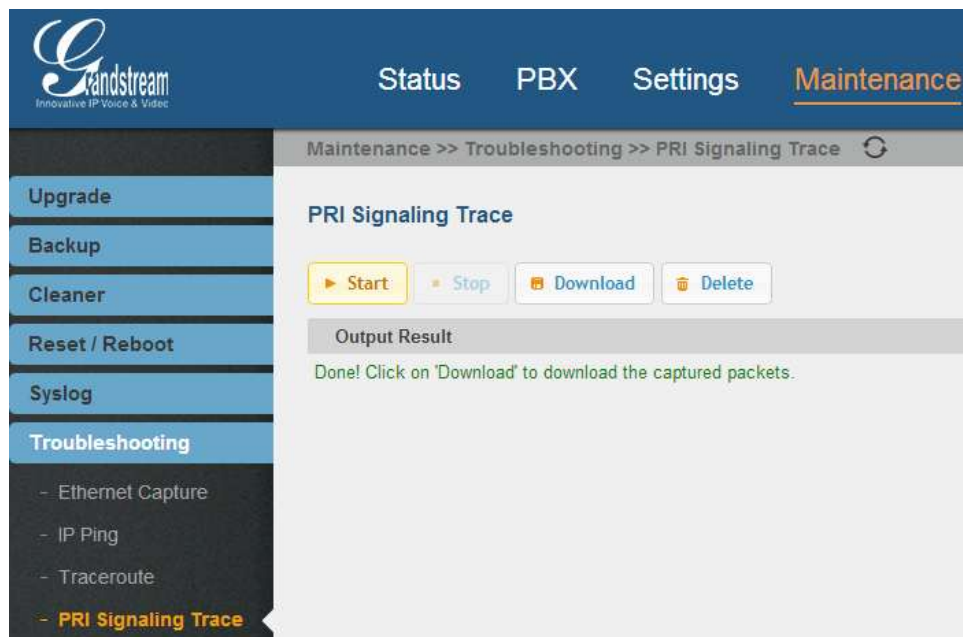 Grandstream
Innovative IP Voice & Video
Status PBX Settings Maintenance
Maintenance >> Troubleshooting >> PRI Signaling Trace
Upgrade
Backup
Cleaner
Reset / Reboot
Syslog
Troubleshooting
- Ethernet Capture
- IP Ping
- Traceroute
- PRI Signaling Trace
PRI Signaling Trace
Start Stop Download Delete
Output Result
Done! Click on 'Download' to download the captured packets.